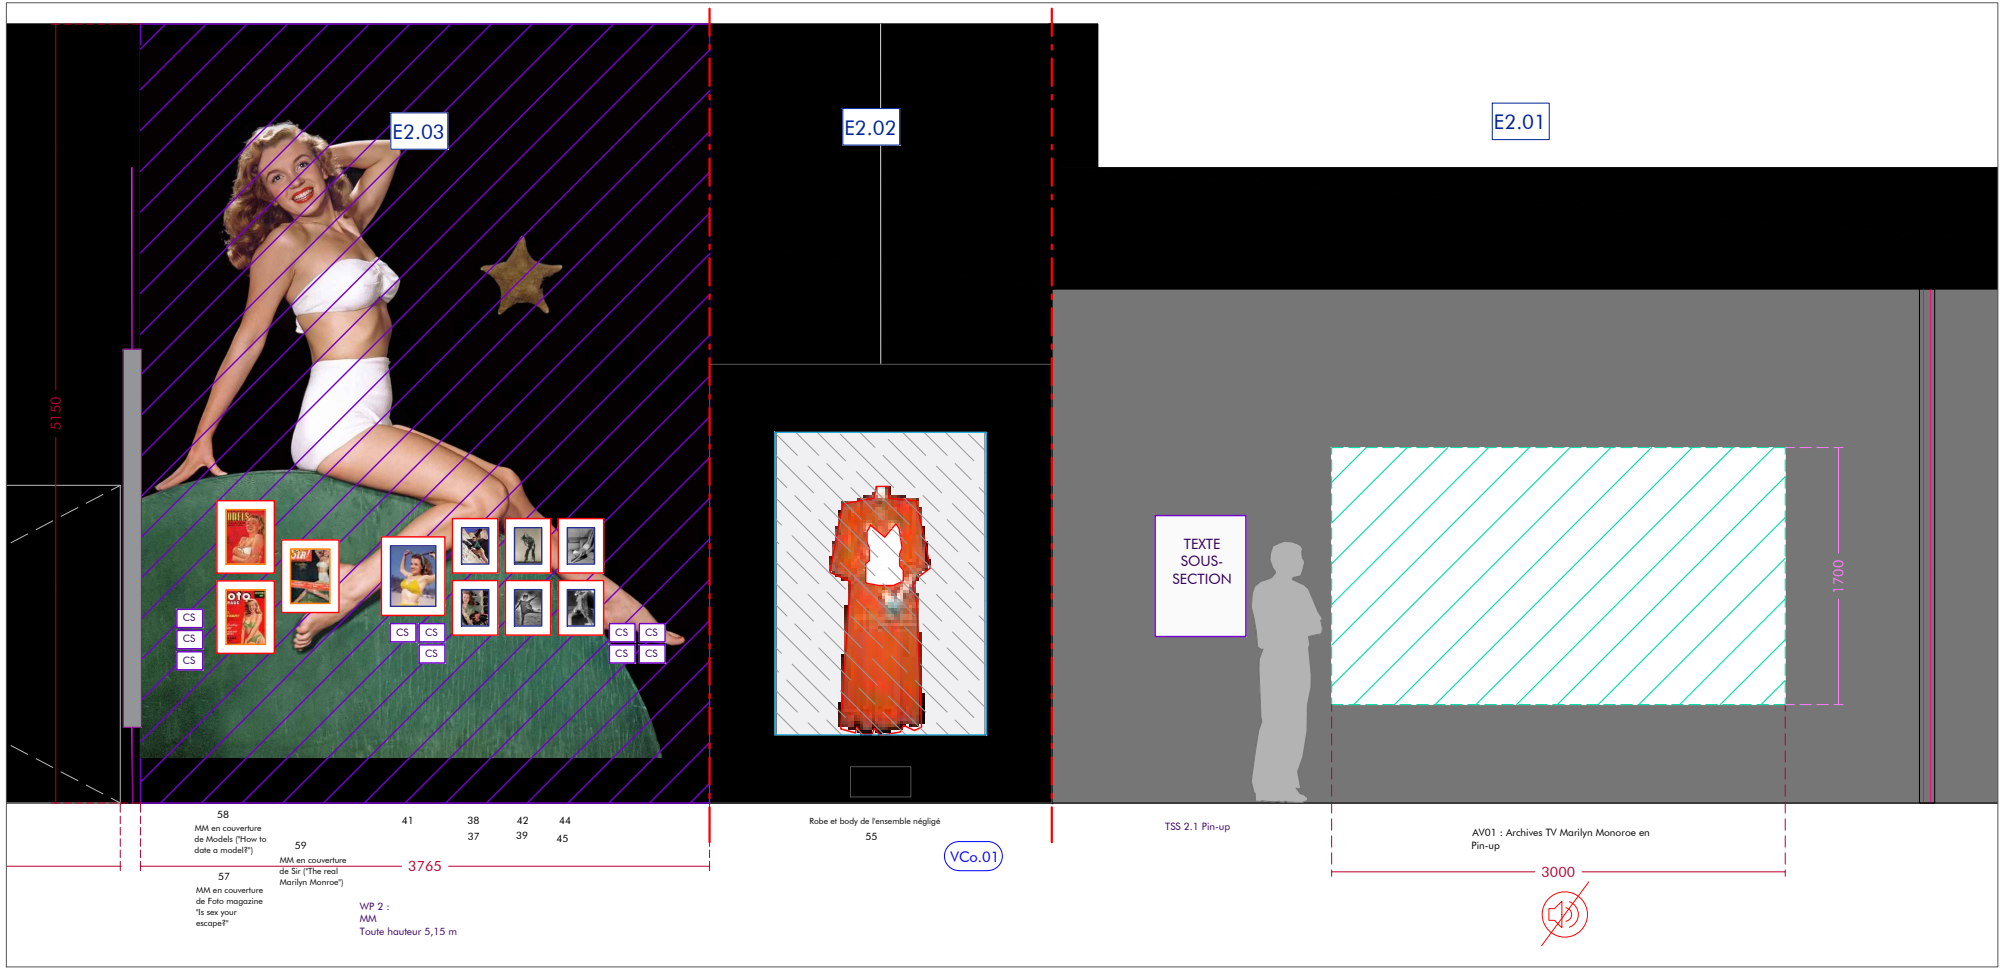 E2.03
E2.02
E2.01
5150
TEXTE
SOUS-
SECTION
1700
SIR
oto
CS
CS
CS
CS
CS
CS
CS
CS
CS
CS
58
MM en couverture
de Models ("How to
date a model?")
59
MM en couverture
de Sir ("The real
Marilyn Monroe")
57
MM en couverture
de Foto magazine
"Is sex your
escape?"
41
38
37
42
39
44
45
3765
WP 2 :
MM
Toute hauteur 5,15 m
Robe et body de l'ensemble négligé
55
VCo.01
TSS 2.1 Pin-up
AV01 : Archives TV Marilyn Monoroe en
Pin-up
3000